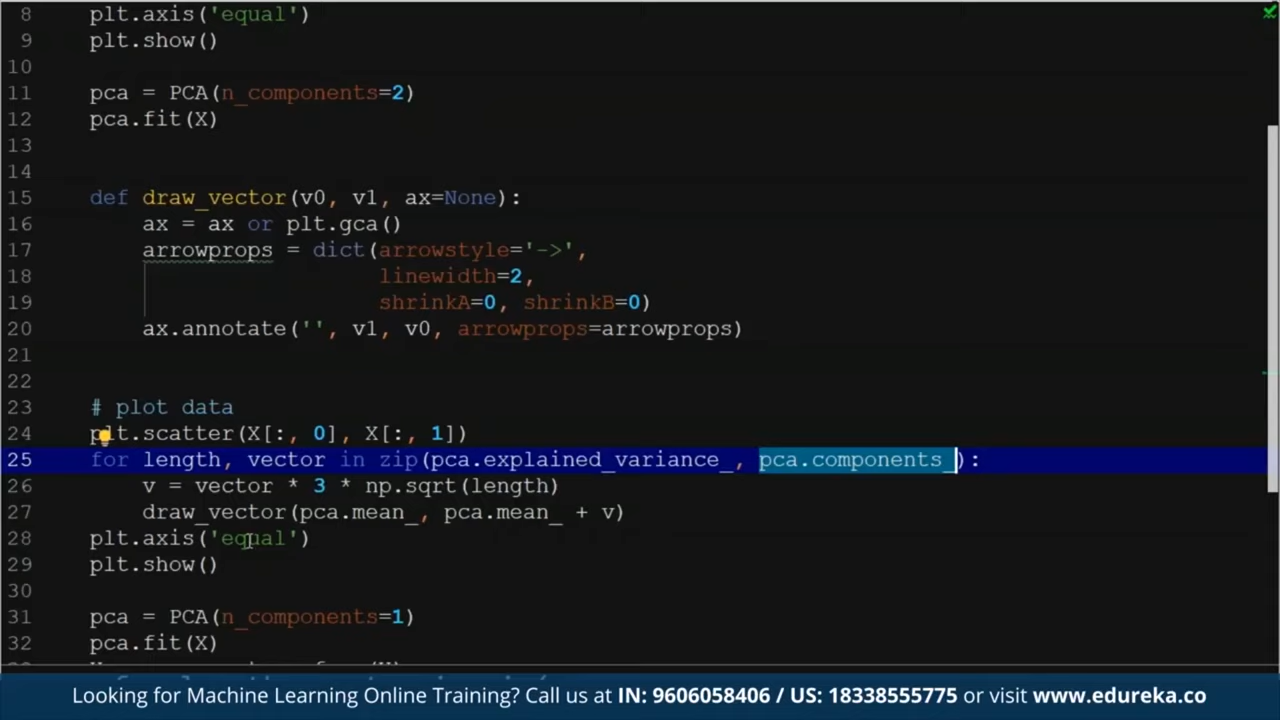 8 plt.axis('equal')
9 plt.show()
10
11 pca = PCA(n_components=2)
12 pca.fit(X)
13
14
15 def draw_vector(v0, v1, ax=None):
16 ax = ax or plt.gca()
17 arrowprops = dict(arrowstyle='->',
18 linewidth=2,
19 shrinkA=0, shrinkB=0)
20 ax.annotate('', v1, v0, arrowprops=arrowprops)
21
22
23 # plot data
24 plt.scatter(X[:, 0], X[:, 1])
25 for length, vector in zip(pca.explained_variance_, pca.components_):
26 v = vector * 3 * np.sqrt(length)
27 draw_vector(pca.mean_, pca.mean_ + v)
28 plt.axis('equal')
29 plt.show()
30
31 pca = PCA(n_components=1)
32 pca.fit(X)
Looking for Machine Learning Online Training? Call us at IN: 9606058406 / US: 18338555775 or visit www.edureka.co